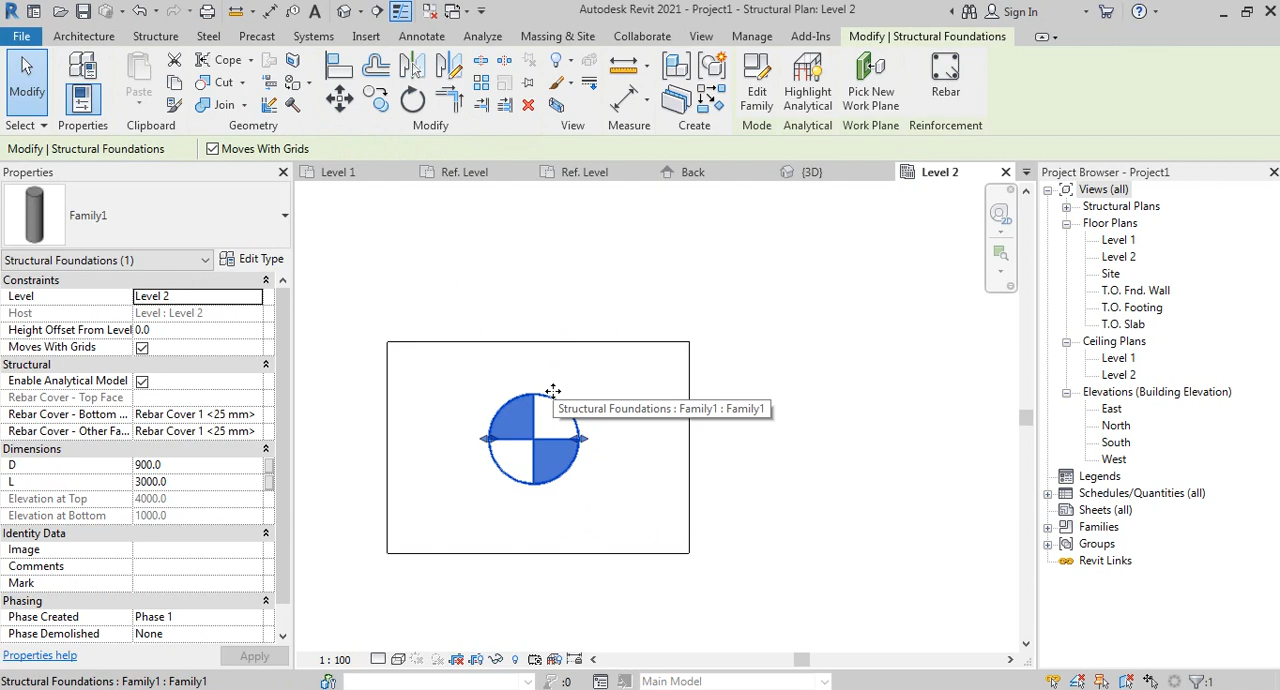 Autodesk Revit 2021 - Project1 - Structural Plan: Level 2
Sign In
File Architecture Structure Steel Precast Systems Insert Annotate Analyze Massing & Site Collaborate View Manage Add-Ins Modify | Structural Foundations
Modify
Paste
Cope
Cut
Join
Edit Family
Highlight Analytical
Pick New Work Plane
Rebar
Select Properties Clipboard Geometry Modify View Measure Create Mode Analytical Work Plane Reinforcement
Modify | Structural Foundations Moves With Grids
Properties
Level 1 Ref. Level Ref. Level Back {3D} Level 2
Project Browser - Project1
Family1
Structural Foundations (1) Edit Type
Constraints
Level Level 2
Host Level : Level 2
Height Offset From Level 0.0
Moves With Grids
Structural
Enable Analytical Model
Rebar Cover - Top Face
Rebar Cover - Bottom ... Rebar Cover 1 <25 mm>
Rebar Cover - Other Fa... Rebar Cover 1 <25 mm>
Dimensions
D 900.0
L 3000.0
Elevation at Top 4000.0
Elevation at Bottom 1000.0
Identity Data
Image
Comments
Mark
Phasing
Phase Created Phase 1
Phase Demolished None
Properties help Apply
Structural Foundations : Family1 : Family1
2D
Views (all)
Structural Plans
Floor Plans
Level 1
Level 2
Site
T.O. Fnd. Wall
T.O. Footing
T.O. Slab
Ceiling Plans
Level 1
Level 2
Elevations (Building Elevation)
East
North
South
West
Legends
Schedules/Quantities (all)
Sheets (all)
Families
Groups
Revit Links
1 : 100
Structural Foundations : Family1 : Family1 :0 Main Model :1